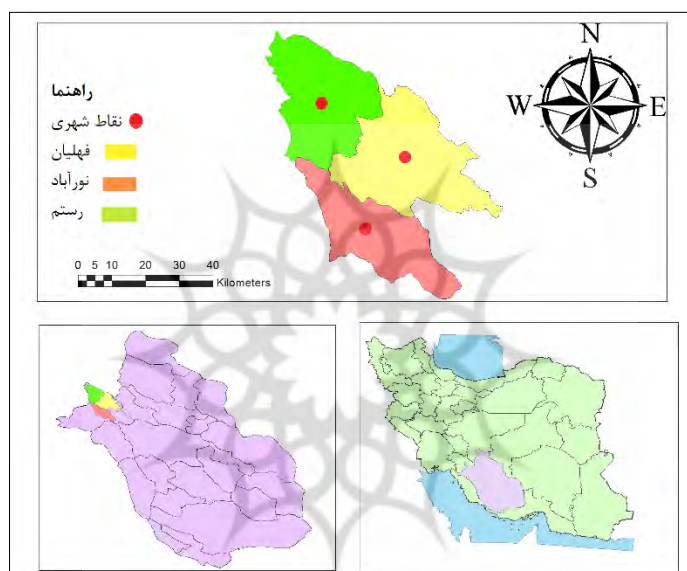 N
W E
S
راهنما
نقاط شهری
فهلیان
نورآباد
رستم
0 5 10 20 30 40
Kilometers